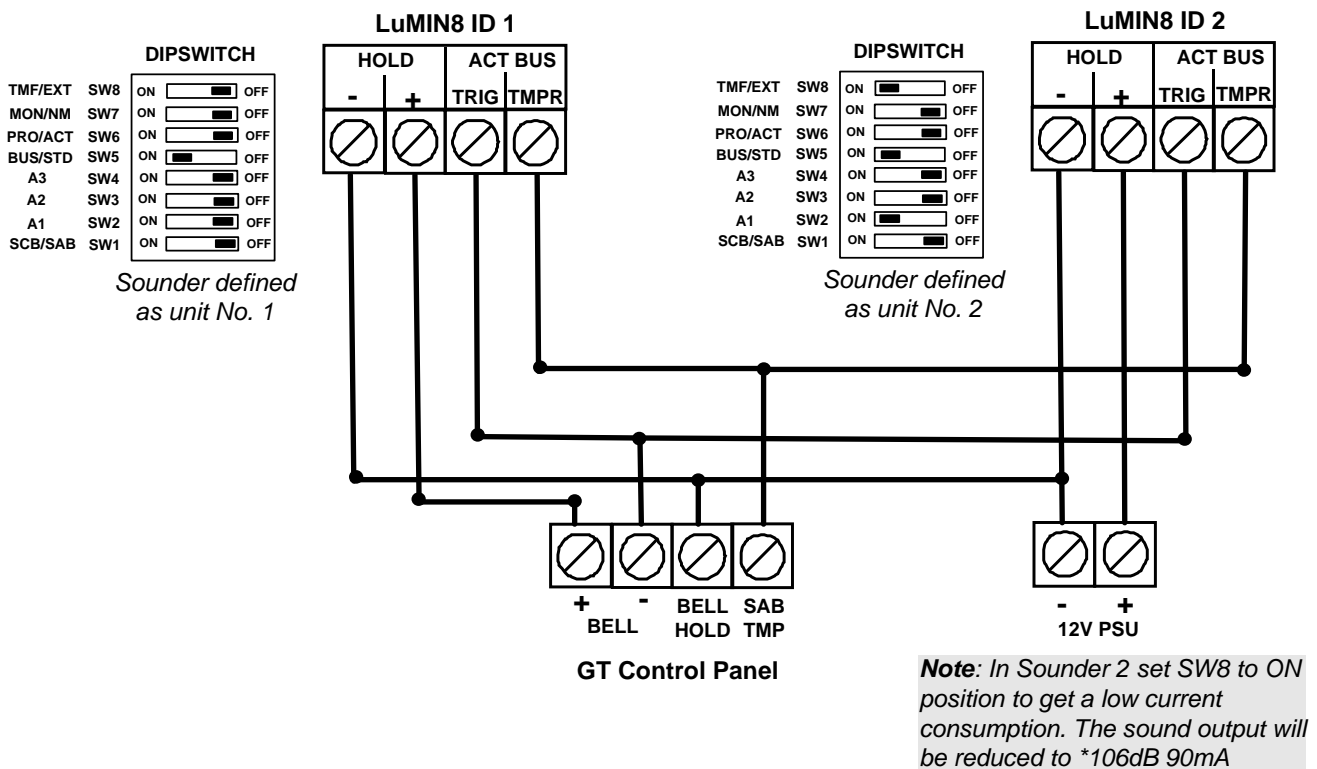 LuMIN8 ID 1
DIPSWITCH
TMF/EXT SW8 ON OFF
MON/NM SW7 ON OFF
PRO/ACT SW6 ON OFF
BUS/STD SW5 ON OFF
A3 SW4 ON OFF
A2 SW3 ON OFF
A1 SW2 ON OFF
SCB/SAB SW1 ON OFF
Sounder defined
as unit No. 1
HOLD ACT BUS
- + TRIG TMPR
LuMIN8 ID 2
DIPSWITCH
TMF/EXT SW8 ON OFF
MON/NM SW7 ON OFF
PRO/ACT SW6 ON OFF
BUS/STD SW5 ON OFF
A3 SW4 ON OFF
A2 SW3 ON OFF
A1 SW2 ON OFF
SCB/SAB SW1 ON OFF
Sounder defined
as unit No. 2
HOLD ACT BUS
- + TRIG TMPR
+ - BELL SAB
BELL HOLD TMP
GT Control Panel
- +
12V PSU
Note: In Sounder 2 set SW8 to ON
position to get a low current
consumption. The sound output will
be reduced to *106dB 90mA